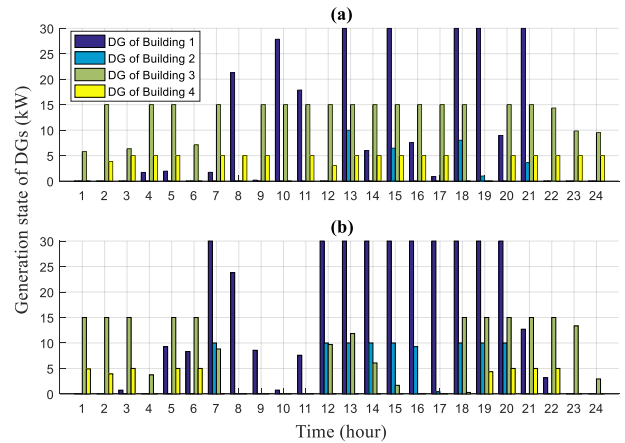 (a)
30
25
20
15
10
5
0
DG of Building 1
DG of Building 2
DG of Building 3
DG of Building 4
1 2 3 4 5 6 7 8 9 10 11 12 13 14 15 16 17 18 19 20 21 22 23 24
Generation state of DGs (kW)
(b)
30
25
20
15
10
5
0
1 2 3 4 5 6 7 8 9 10 11 12 13 14 15 16 17 18 19 20 21 22 23 24
Time (hour)